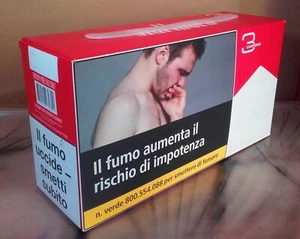 3
Il fumo aumenta il
rischio di impotenza
n. verde 800.554.088 per smettere di fumare
Il fumo
uccide –
smetti
subito